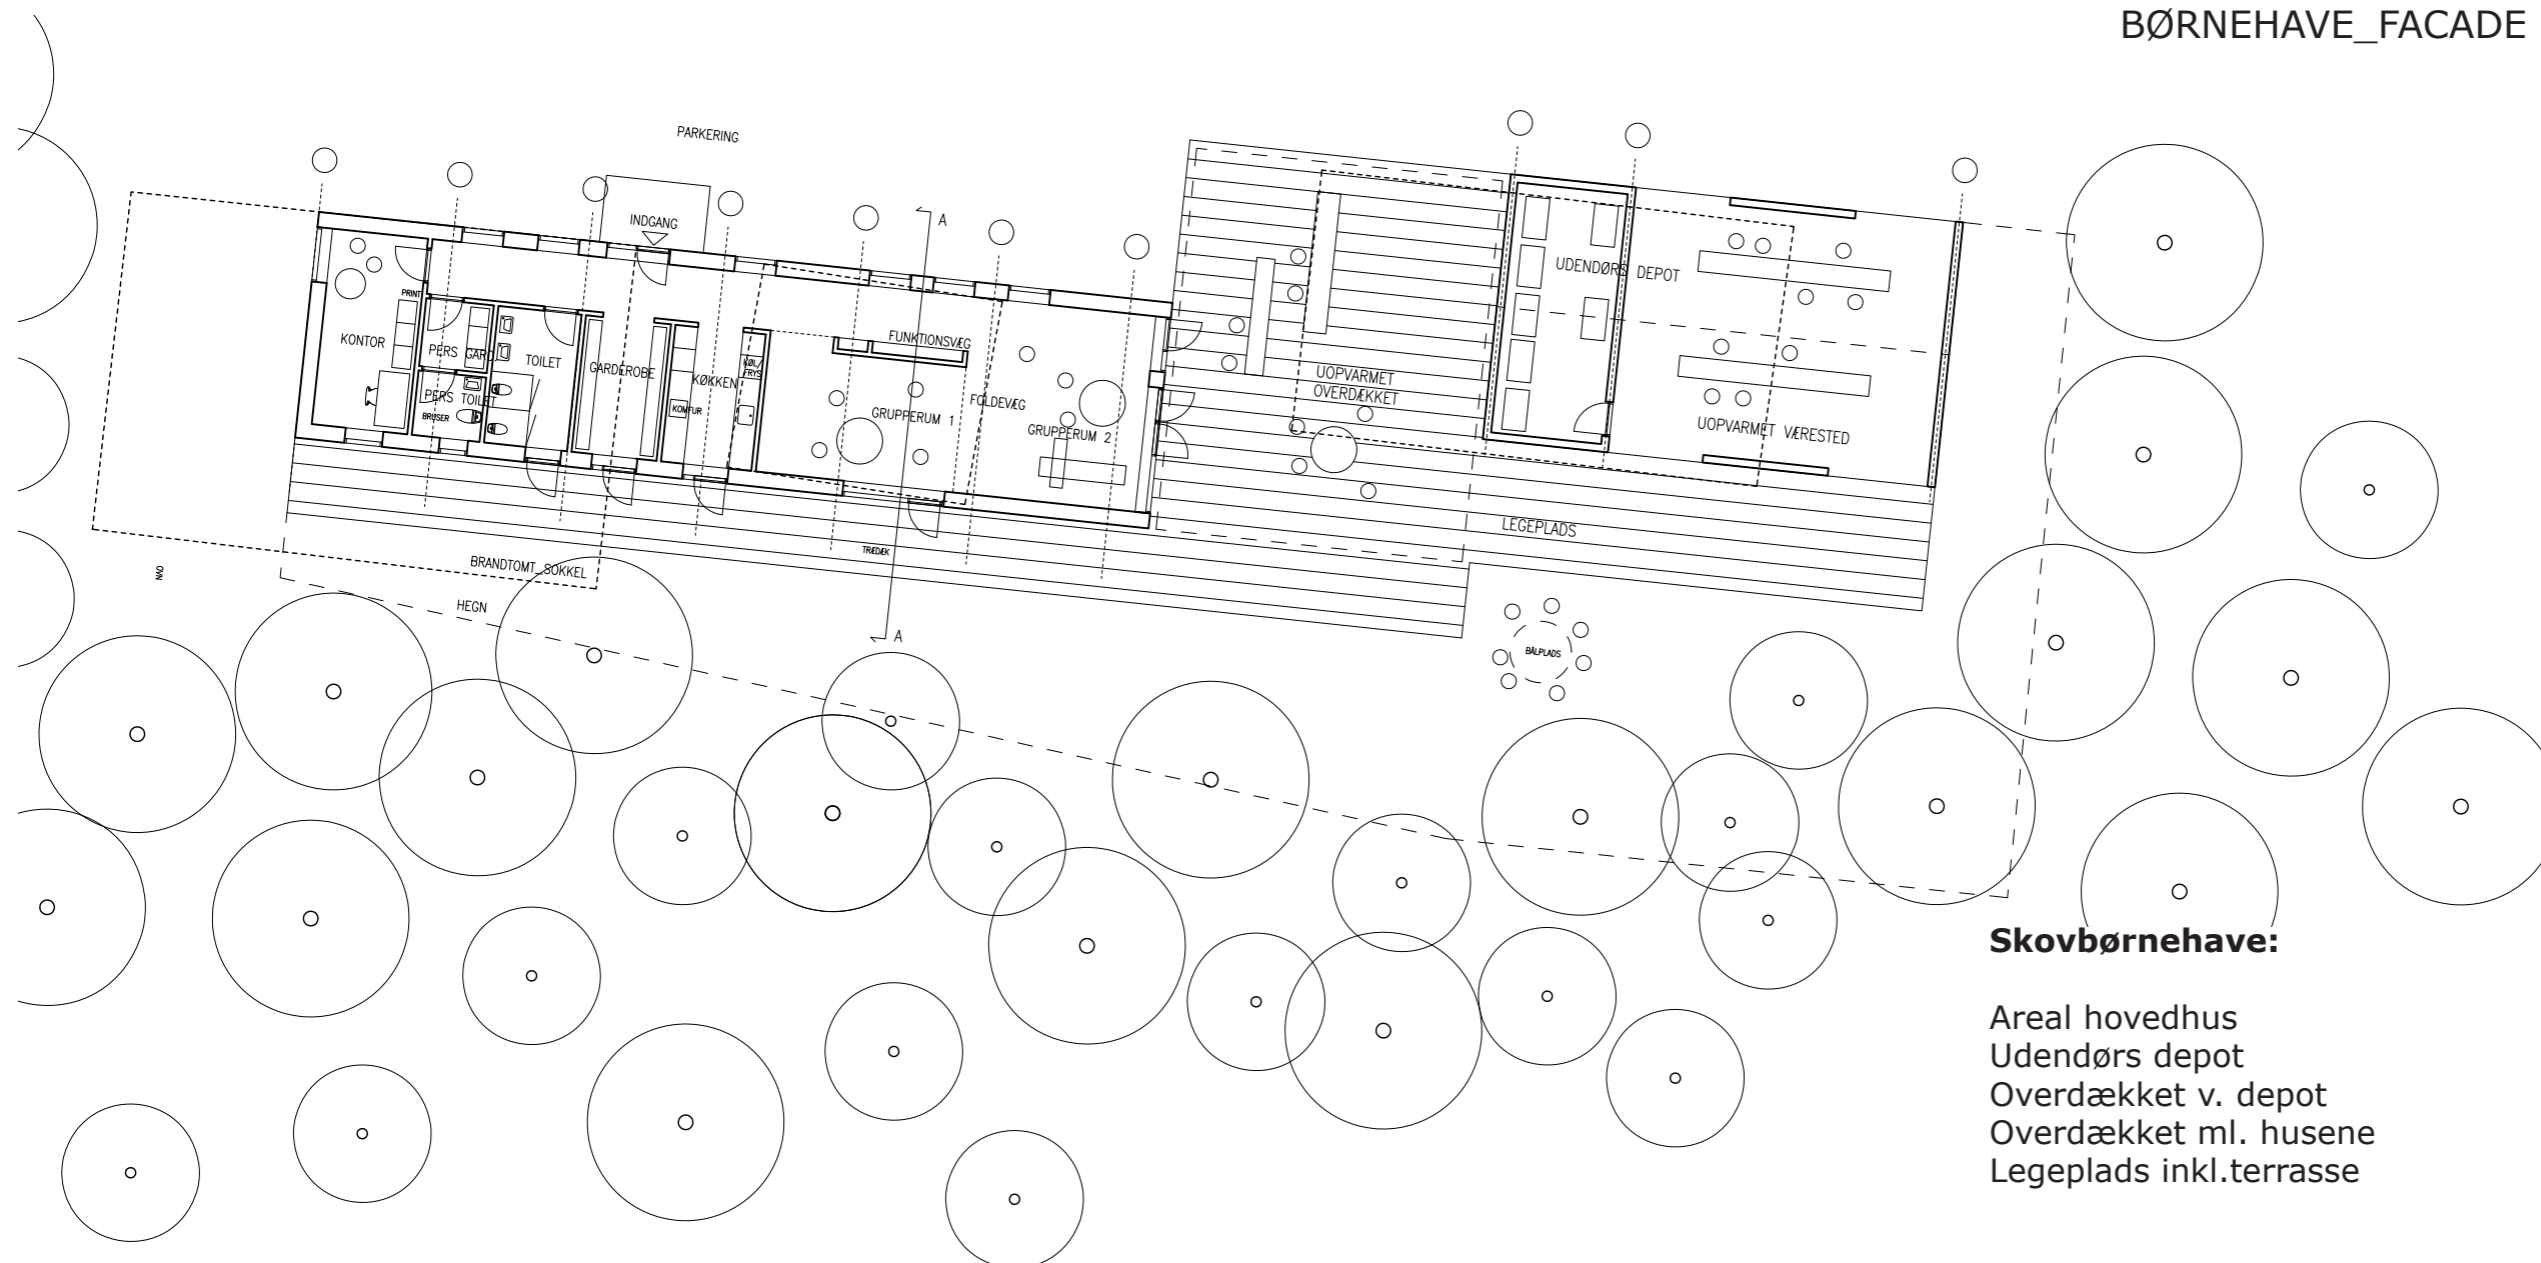 BØRNEHAVE_FACADE
PARKERING
INDGANG
A
PRINT
KONTOR
PERS GARD.
TOILET
GARDEROBE
KØKKEN
KØL/
FRYS
KOMFUR
PERS TOILET
BRUSER
FUNKTIONSVÆG
GRUPPERUM 1
FOLDEVÆG
GRUPPERUM 2
UOPVARMET
OVERDÆKKET
UDENDØRS DEPOT
UOPVARMET VÆRESTED
LEGEPLADS
TRÆDÆK
BRANDTOMT_SOKKEL
OVN
HEGN
A
BÅLPLADS
Skovbørnehave:
Areal hovedhus
Udendørs depot
Overdækket v. depot
Overdækket ml. husene
Legeplads inkl.terrasse